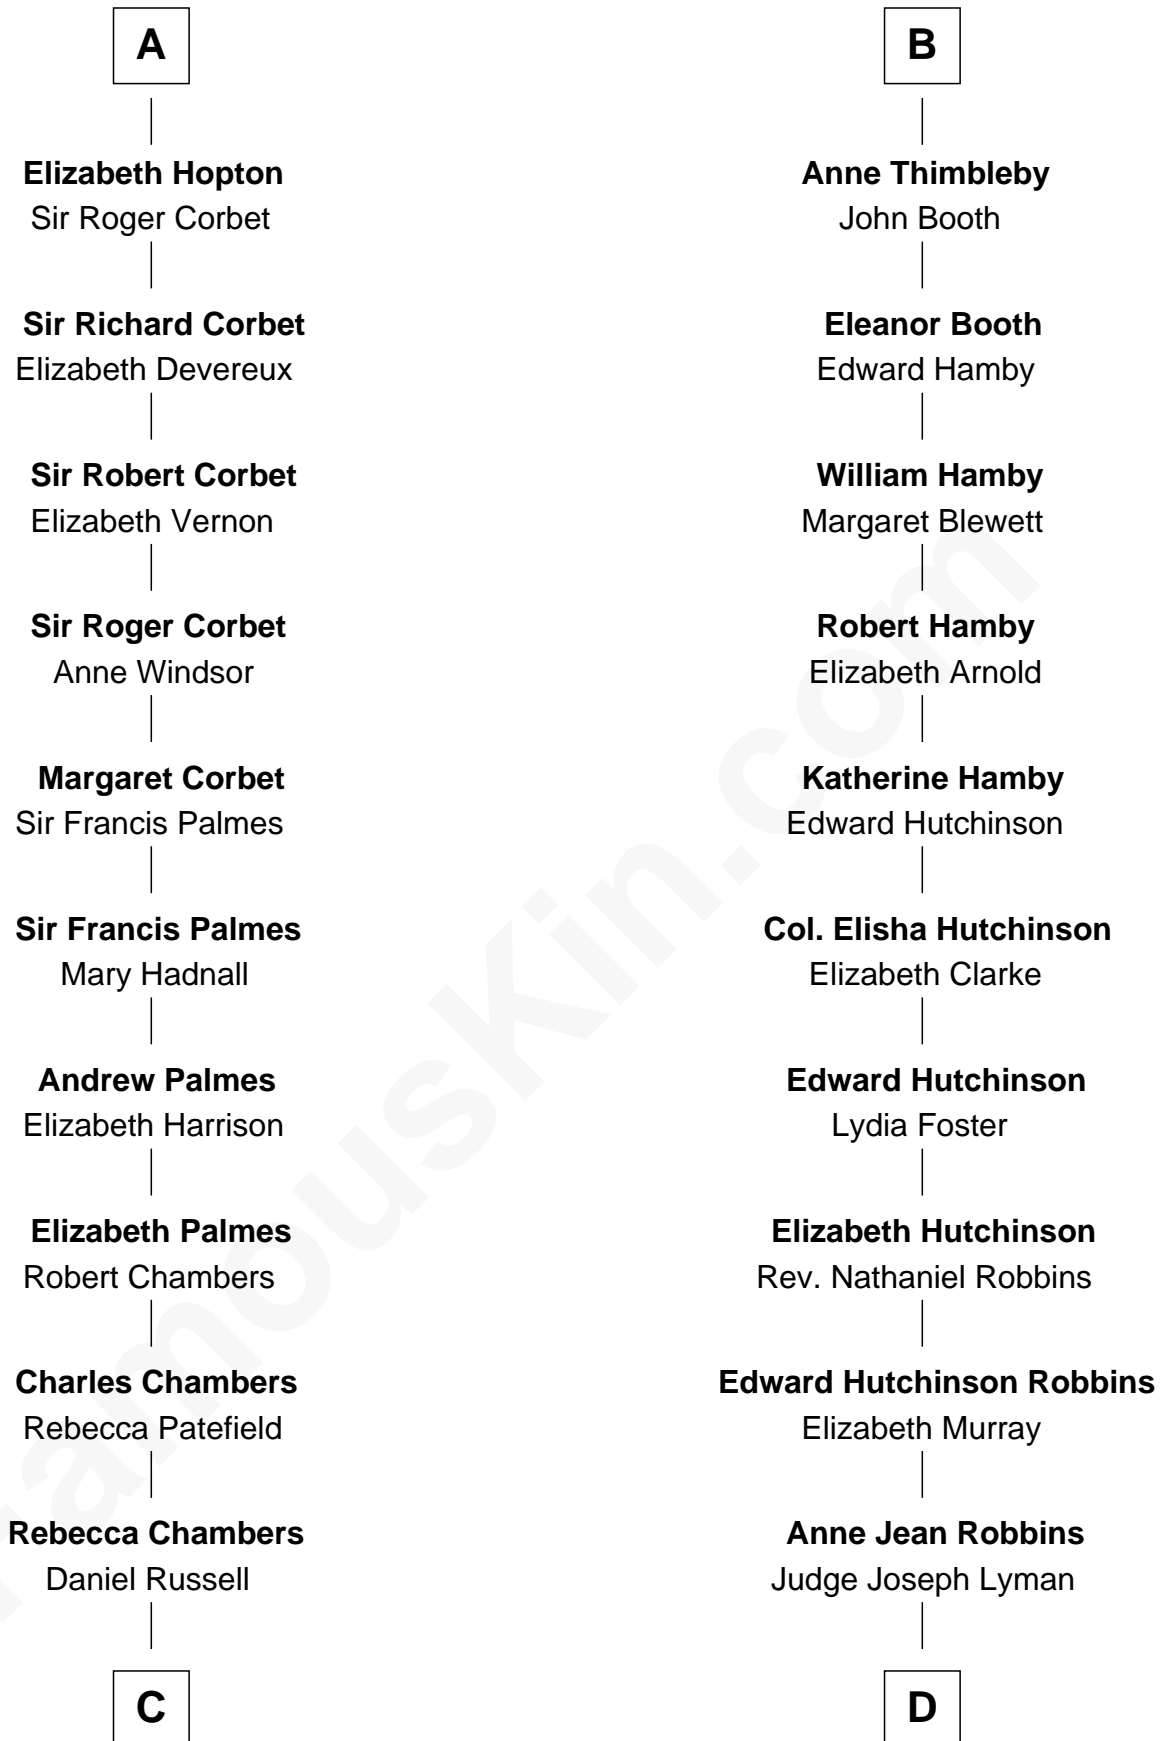 A
Elizabeth Hopton
Sir Roger Corbet
Sir Richard Corbet
Elizabeth Devereux
Sir Robert Corbet
Elizabeth Vernon
Sir Roger Corbet
Anne Windsor
Margaret Corbet
Sir Francis Palmes
Sir Francis Palmes
Mary Hadnall
Andrew Palmes
Elizabeth Harrison
Elizabeth Palmes
Robert Chambers
Charles Chambers
Rebecca Patefield
Rebecca Chambers
Daniel Russell
C
B
Anne Thimbleby
John Booth
Eleanor Booth
Edward Hamby
William Hamby
Margaret Blewett
Robert Hamby
Elizabeth Arnold
Katherine Hamby
Edward Hutchinson
Col. Elisha Hutchinson
Elizabeth Clarke
Edward Hutchinson
Lydia Foster
Elizabeth Hutchinson
Rev. Nathaniel Robbins
Edward Hutchinson Robbins
Elizabeth Murray
Anne Jean Robbins
Judge Joseph Lyman
D
FamousKin.com